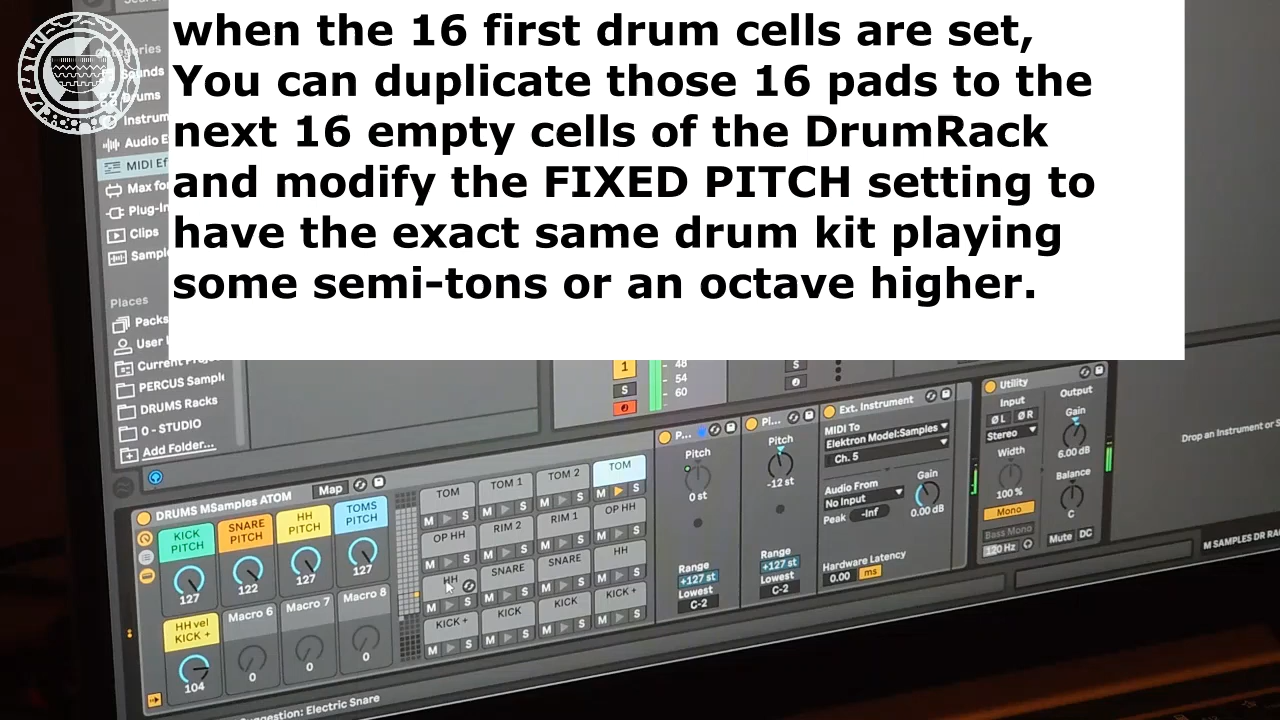 when the 16 first drum cells are set,
You can duplicate those 16 pads to the
next 16 empty cells of the DrumRack
and modify the FIXED PITCH setting to
have the exact same drum kit playing
some semi-tons or an octave higher.
Sounds
Audio E
MIDI Ef
Max fo
Plug-In
Clips
Sampl
Places
Packs
User
PERCUS Sample
DRUMS Racks
0 - STUDIO
Add Folder...
1
S
48
54
60
S
DRUMS MSamples ATOM
Map
KICK PITCH
SNARE PITCH
HH PITCH
TOMS PITCH
127
122
127
127
HH vel KICK +
Macro 6
Macro 7
Macro 8
104
0
0
0
TOM
TOM 1
TOM 2
TOM
M S M S M S M S
OP HH
RIM 2
RIM 1
OP HH
M S M S M S M S
HH
SNARE
SNARE
HH
M S M S M S M S
KICK +
KICK
KICK
KICK +
M S M S M S M S
P...
Pitch
0 st
Range
+127 st
Lowest
C-2
Pi...
Pitch
-12 st
Range
+127 st
Lowest
C-2
Ext. Instrument
MIDI To
Elektron Model:Samples
Ch. 5
Audio From
No Input
Peak -Inf
Gain
0.00 dB
Hardware Latency
0.00 ms
Utility
Input
Ø L Ø R
Stereo
Width
100 %
Mono
Bass Mono
120 Hz
Output
Gain
6.00 dB
Balance
C
Mute DC
Drop an Instrument or S
M SAMPLES DR RA
uggestion: Electric Snare